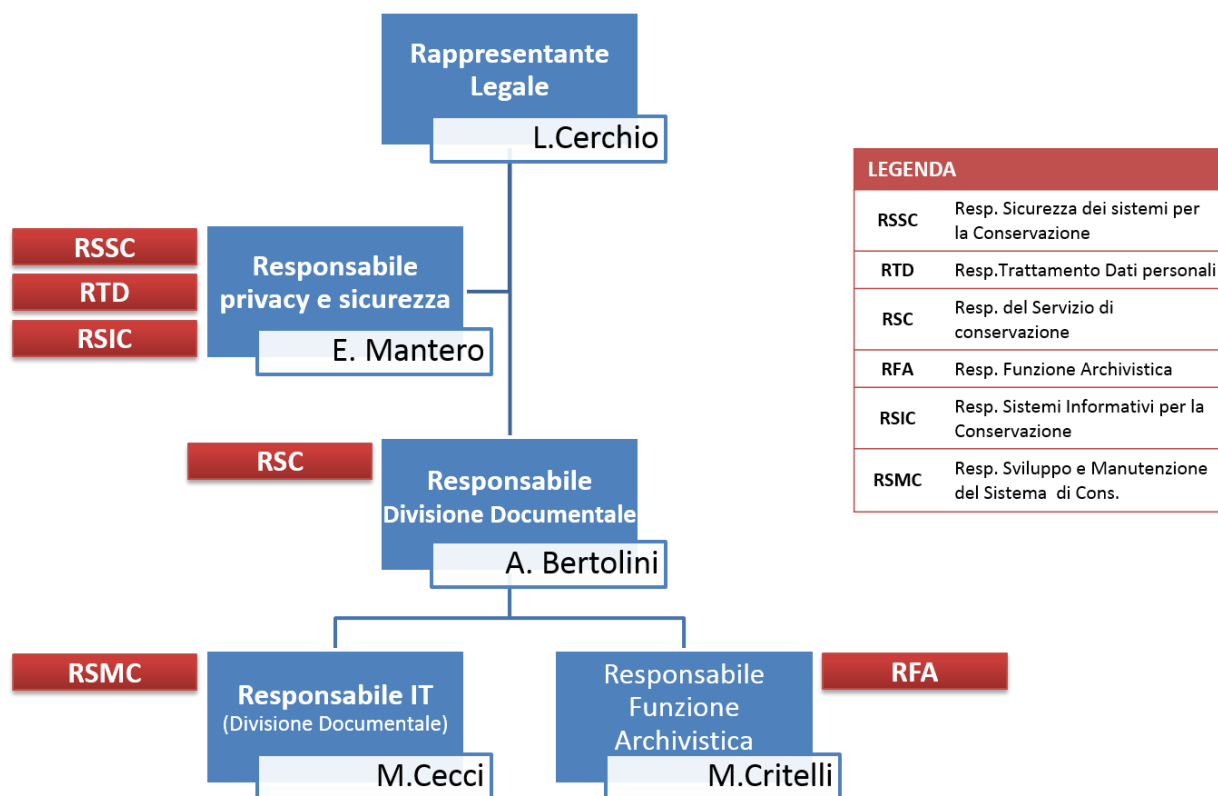 Rappresentante
Legale
L.Cerchio
RSSC
RTD
RSIC
Responsabile
privacy e sicurezza
E. Mantero
RSC
Responsabile
Divisione Documentale
A. Bertolini
RSMC
Responsabile IT
(Divisione Documentale)
M.Cecci
Responsabile
Funzione
Archivistica
M.Critelli
RFA
LEGENDA
RSSC Resp. Sicurezza dei sistemi per
la Conservazione
RTD Resp.Trattamento Dati personali
RSC Resp. del Servizio di
conservazione
RFA Resp. Funzione Archivistica
RSIC Resp. Sistemi Informativi per la
Conservazione
RSMC Resp. Sviluppo e Manutenzione
del Sistema di Cons.